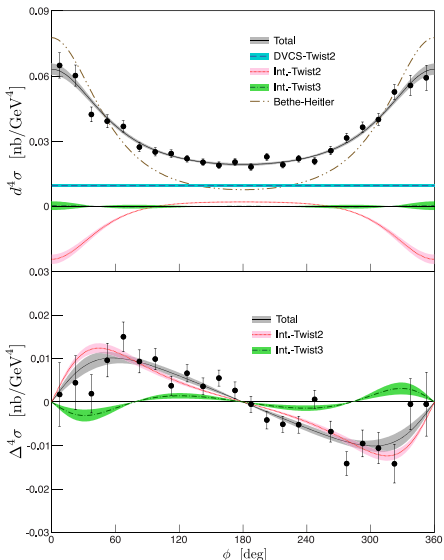 0.09
0.06
0.03
0
d⁴σ [nb/GeV⁴]
Total
DVCS-Twist2
Int.-Twist2
Int.-Twist3
Bethe-Heitler
0.03
0.02
0.01
0
-0.01
-0.02
-0.03
Δ⁴σ [nb/GeV⁴]
Total
Int.-Twist2
Int.-Twist3
0 60 120 180 240 300 360
ϕ [deg]